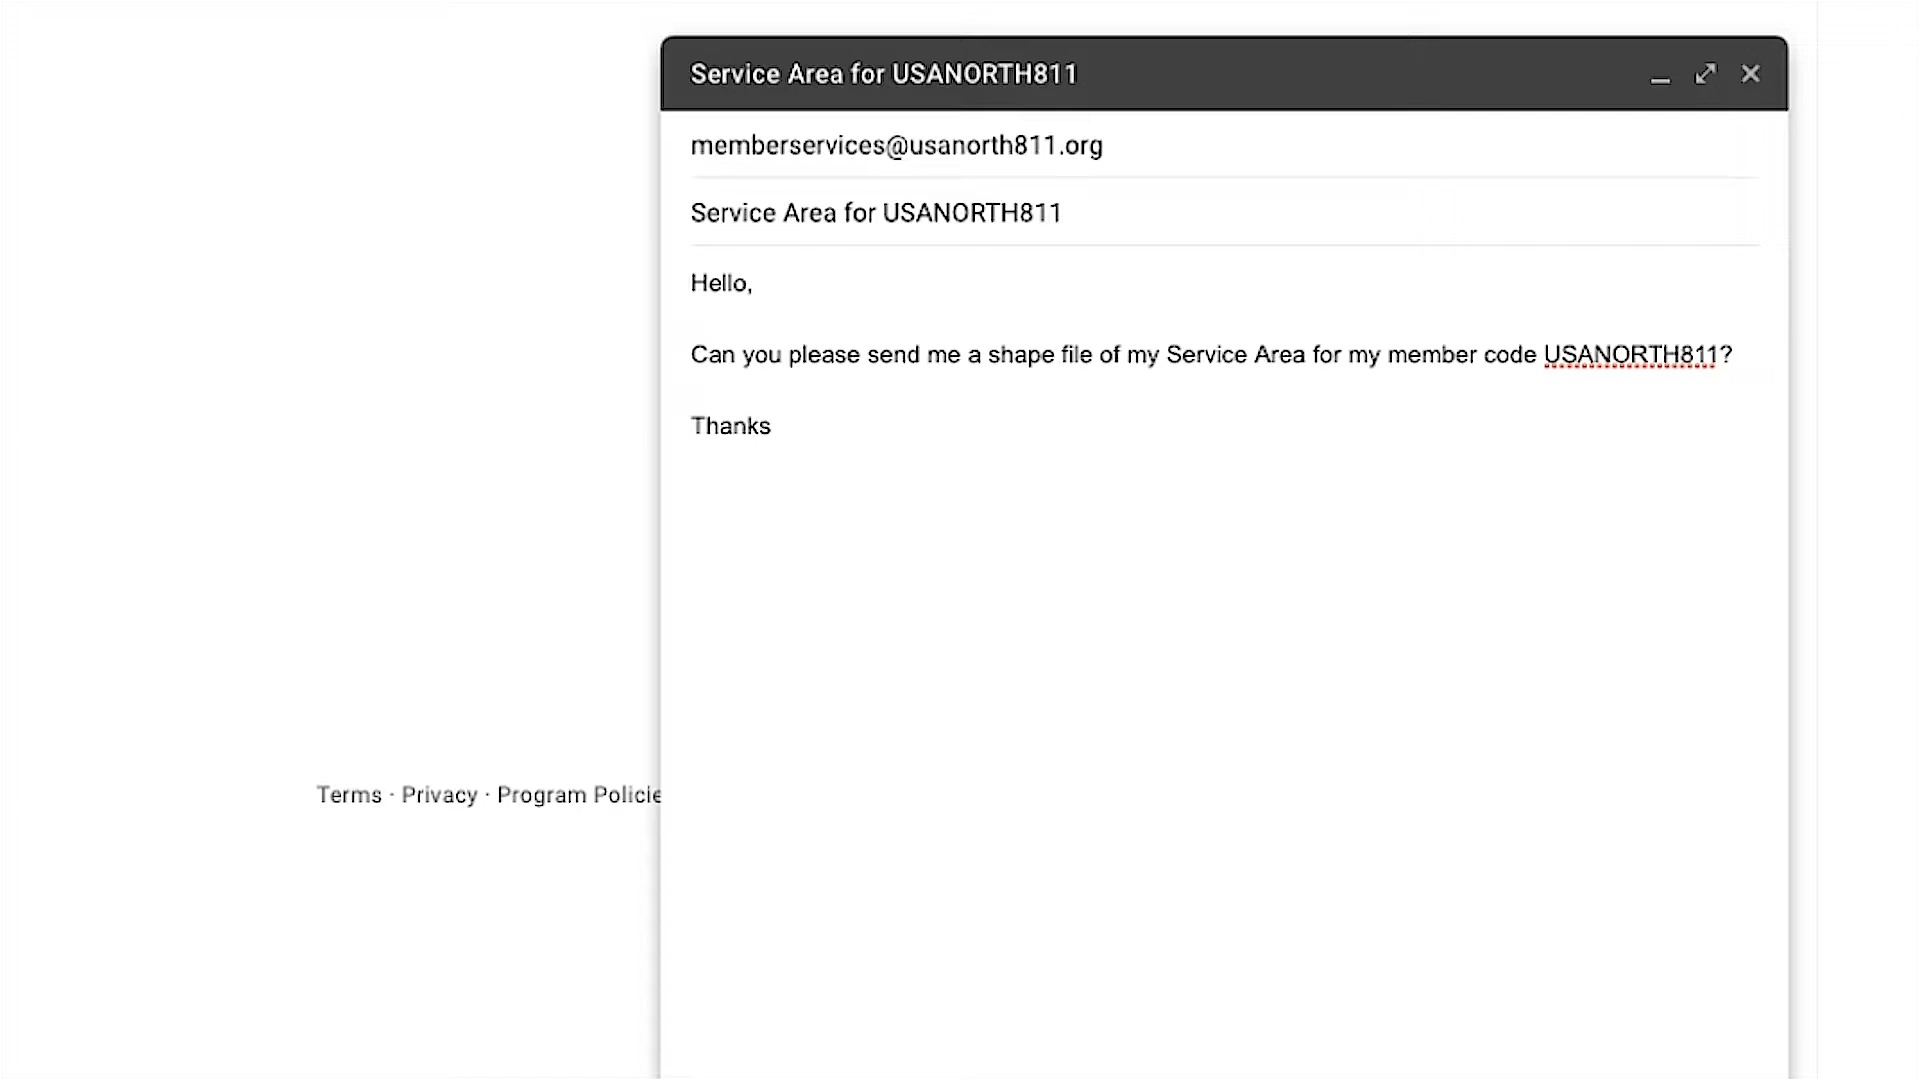 Service Area for USANORTH811
memberservices@usanorth811.org
Service Area for USANORTH811
Hello,
Can you please send me a shape file of my Service Area for my member code USANORTH811?
Thanks
Terms · Privacy · Program Policie